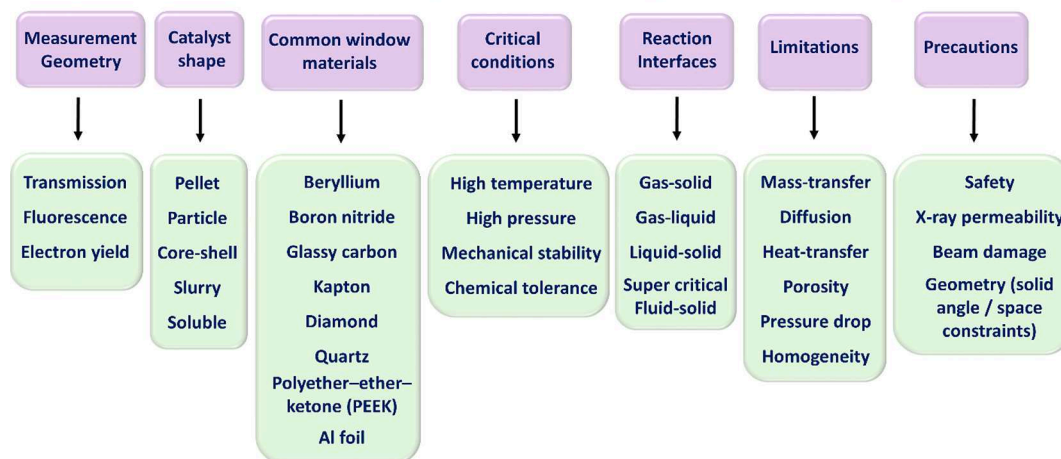 Measurement
Geometry
Catalyst
shape
Common window
materials
Critical
conditions
Reaction
Interfaces
Limitations
Precautions
Transmission
Fluorescence
Electron yield
Pellet
Particle
Core-shell
Slurry
Soluble
Beryllium
Boron nitride
Glassy carbon
Kapton
Diamond
Quartz
Polyether–ether–
ketone (PEEK)
Al foil
High temperature
High pressure
Mechanical stability
Chemical tolerance
Gas-solid
Gas-liquid
Liquid-solid
Super critical
Fluid-solid
Mass-transfer
Diffusion
Heat-transfer
Porosity
Pressure drop
Homogeneity
Safety
X-ray permeability
Beam damage
Geometry (solid
angle / space
constraints)